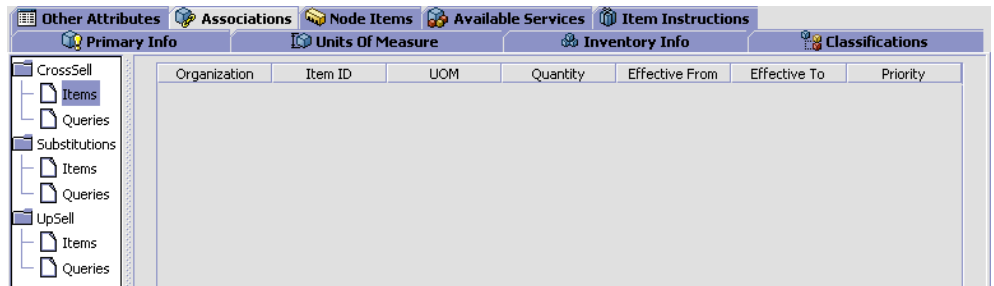 Other Attributes Associations Node Items Available Services Item Instructions
Primary Info Units Of Measure Inventory Info Classifications
CrossSell
Items
Queries
Substitutions
Items
Queries
UpSell
Items
Queries
Organization Item ID UOM Quantity Effective From Effective To Priority